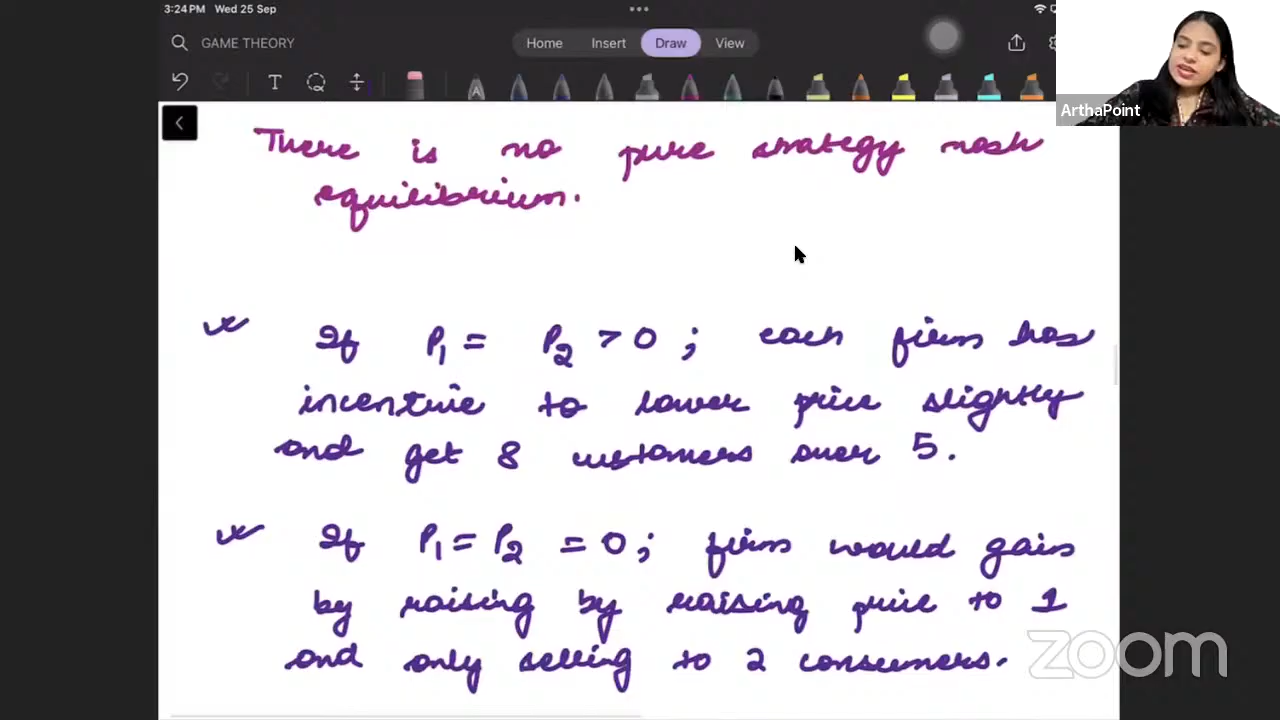 3:24 PM Wed 25 Sep
GAME THEORY
Home Insert Draw View
ArthaPoint
There is no pure strategy nash
equilibrium.
If P₁ = P₂ > 0 ; each firm has
incentive to lower price slightly
and get 8 customers over 5.
If P₁ = P₂ = 0 ; firm would gain
by raising by raising price to 1
and only selling to 2 consumers.
zoom